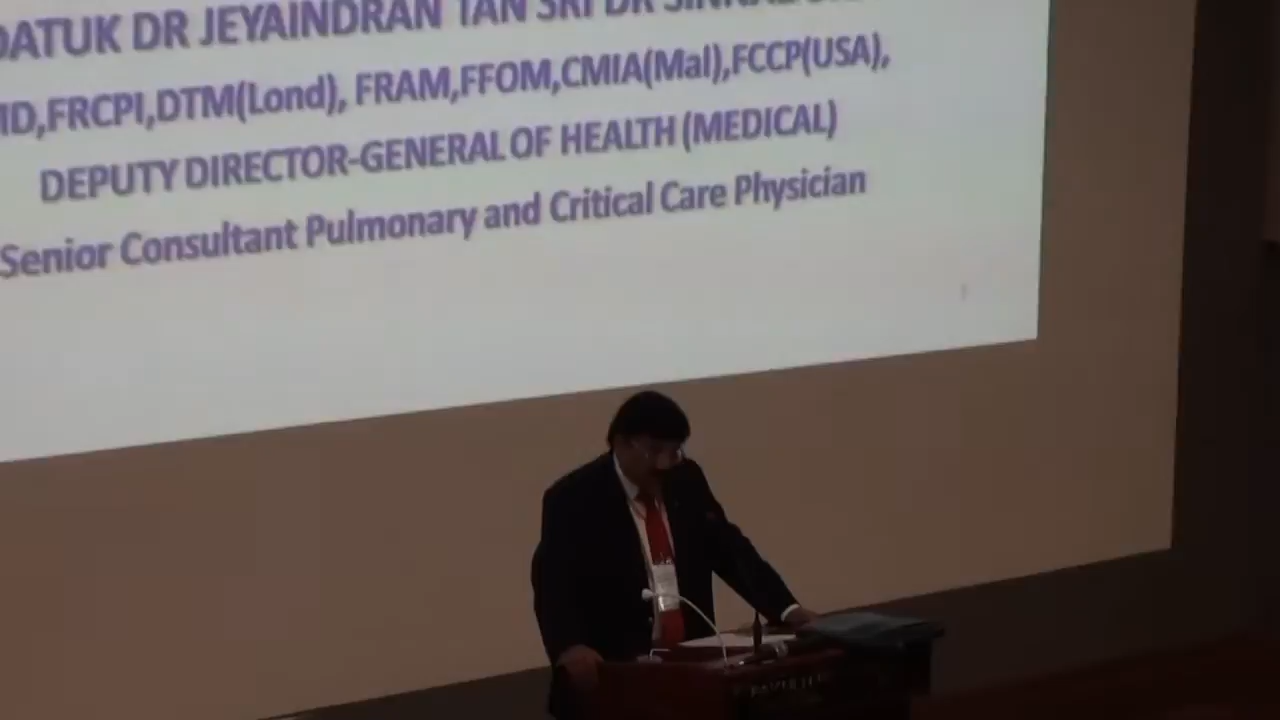 DATUK DR JEYAINDRAN TAN SRI DR
MD,FRCPI,DTM(Lond), FRAM,FFOM,CMIA(Mal),FCCP(USA),
DEPUTY DIRECTOR-GENERAL OF HEALTH (MEDICAL)
Senior Consultant Pulmonary and Critical Care Physician